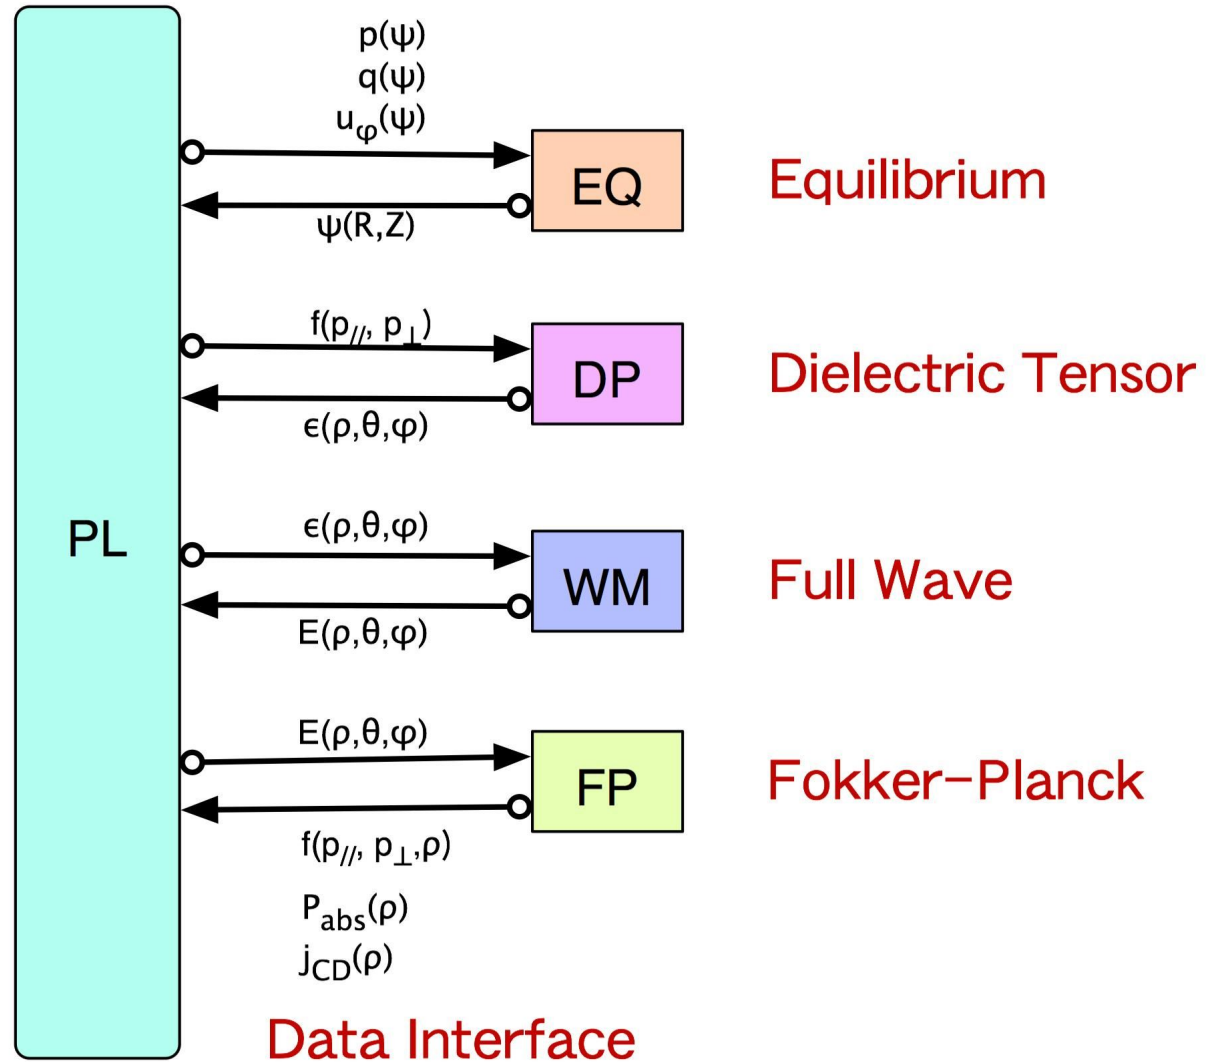 p(ψ)
q(ψ)
u_φ(ψ)
EQ
Equilibrium
ψ(R,Z)
f(p_//, p_⊥)
DP
Dielectric Tensor
ϵ(ρ,θ,φ)
PL
ϵ(ρ,θ,φ)
WM
Full Wave
E(ρ,θ,φ)
E(ρ,θ,φ)
FP
Fokker–Planck
f(p_//, p_⊥,ρ)
P_abs(ρ)
j_CD(ρ)
Data Interface